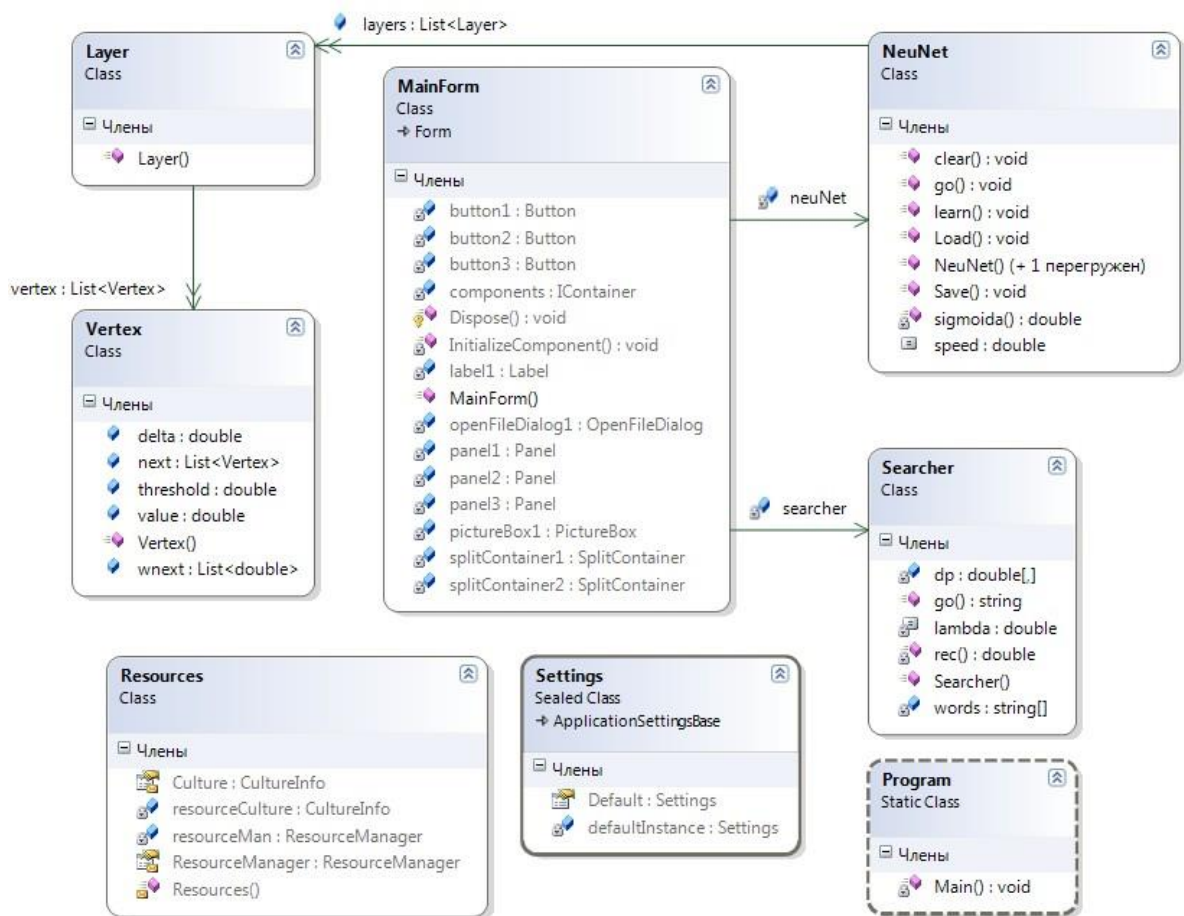 layers : List<Layer>
Layer
Class
Члены
Layer()
vertex : List<Vertex>
Vertex
Class
Члены
delta : double
next : List<Vertex>
threshold : double
value : double
Vertex()
wnext : List<double>
MainForm
Class
Form
Члены
button1 : Button
button2 : Button
button3 : Button
components : IContainer
Dispose() : void
InitializeComponent() : void
label1 : Label
MainForm()
openFileDialog1 : OpenFileDialog
panel1 : Panel
panel2 : Panel
panel3 : Panel
pictureBox1 : PictureBox
splitContainer1 : SplitContainer
splitContainer2 : SplitContainer
neuNet
searcher
NeuNet
Class
Члены
clear() : void
go() : void
learn() : void
Load() : void
NeuNet() (+ 1 перегружен)
Save() : void
sigmoida() : double
speed : double
Searcher
Class
Члены
dp : double[,]
go() : string
lambda : double
rec() : double
Searcher()
words : string[]
Resources
Class
Члены
Culture : CultureInfo
resourceCulture : CultureInfo
resourceMan : ResourceManager
ResourceManager : ResourceManager
Resources()
Settings
Sealed Class
ApplicationSettingsBase
Члены
Default : Settings
defaultInstance : Settings
Program
Static Class
Члены
Main() : void